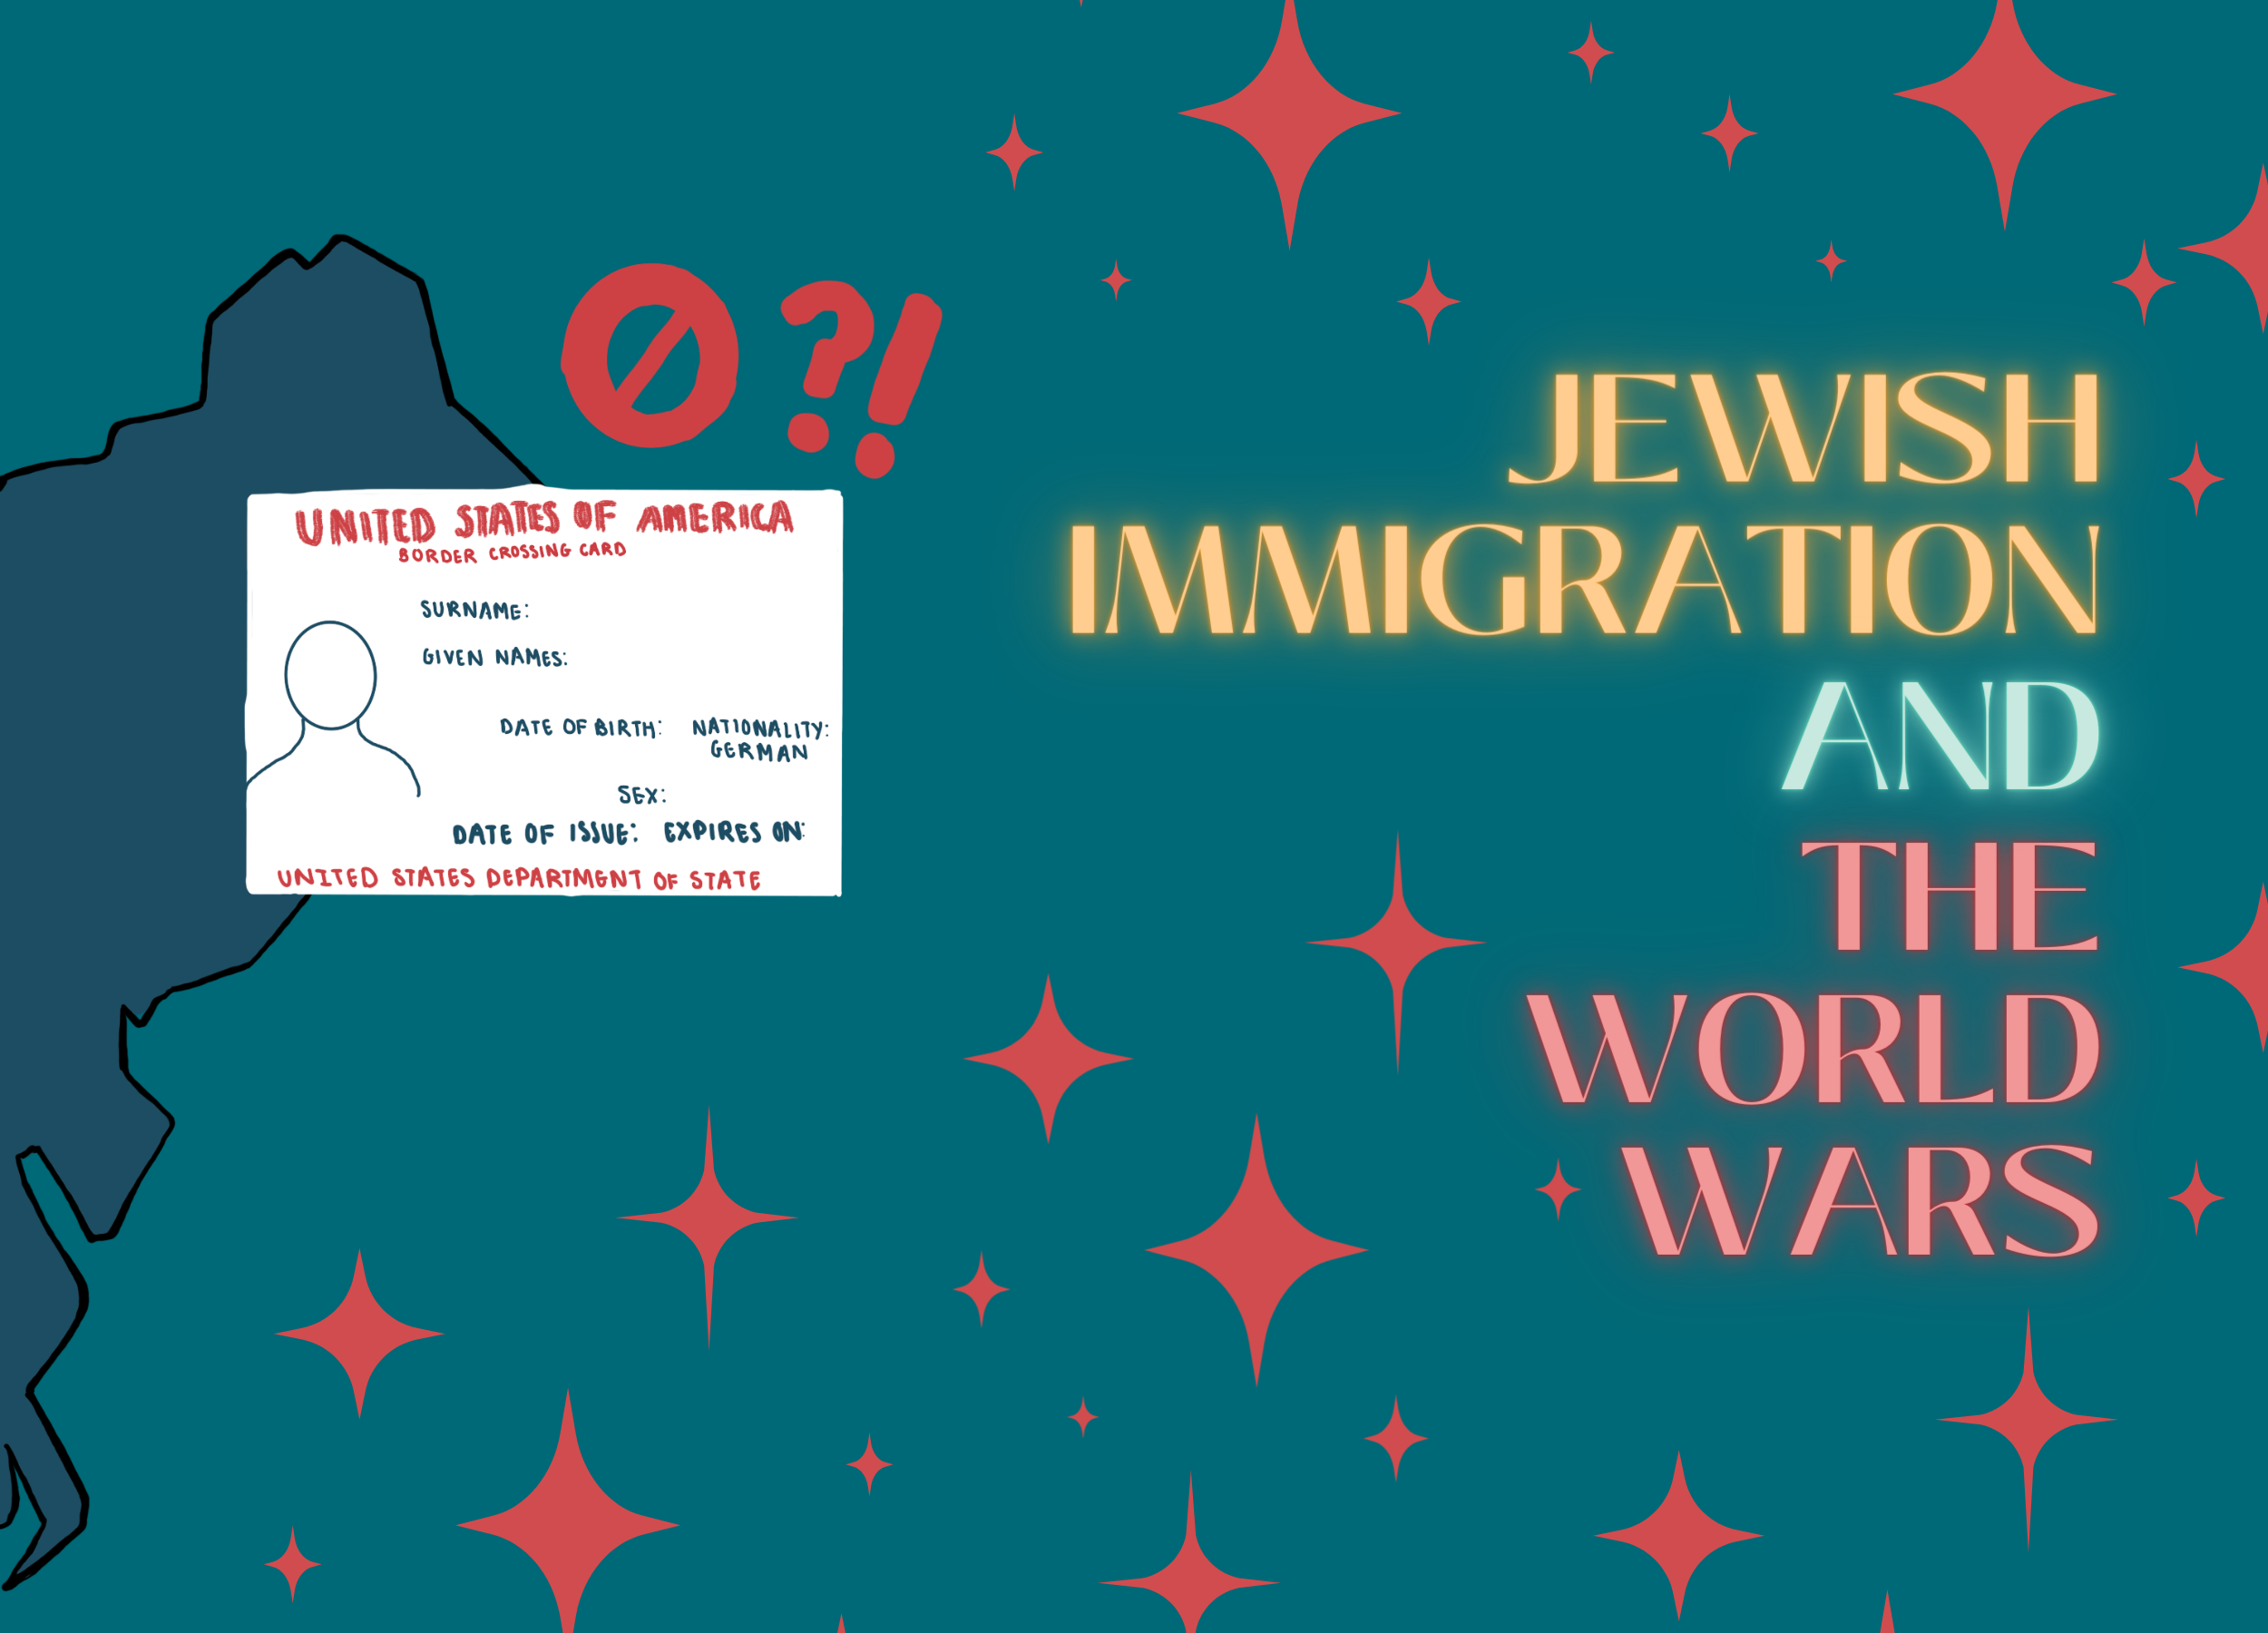 ?!
UNITED STATES OF AMERICA
BORDER CROSSING CARD
SURNAME:
GIVEN NAMES:
DATE OF BIRTH: NATIONALITY:
GERMAN
SEX:
DATE OF ISSUE: EXPIRES ON:
UNITED STATES DEPARTMENT OF STATE
JEWISH
IMMIGRATION
AND
THE
WORLD
WARS